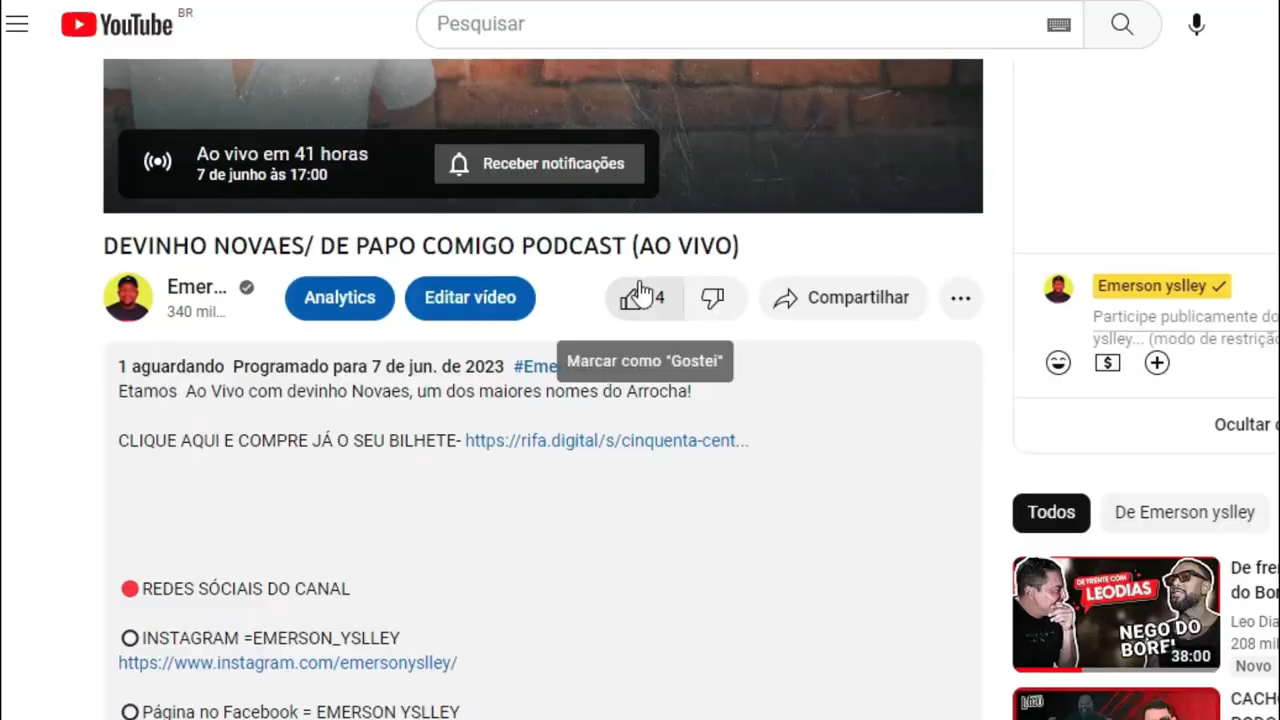 YouTube BR
Pesquisar
Ao vivo em 41 horas
7 de junho às 17:00
Receber notificações
DEVINHO NOVAES/ DE PAPO COMIGO PODCAST (AO VIVO)
Emer...
340 mil...
Analytics
Editar vídeo
4
Compartilhar
Marcar como "Gostei"
1 aguardando Programado para 7 de jun. de 2023 #Eme
Etamos Ao Vivo com devinho Novaes, um dos maiores nomes do Arrocha!
CLIQUE AQUI E COMPRE JÁ O SEU BILHETE- https://rifa.digital/s/cinquenta-cent...
REDES SÓCIAIS DO CANAL
INSTAGRAM =EMERSON_YSLLEY
https://www.instagram.com/emersonyslley/
Página no Facebook = EMERSON YSLLEY
Emerson yslley
Participe publicamente do
yslley... (modo de restrição
Ocultar
Todos
De Emerson yslley
DE FRENTE COM
LEODIAS
NEGO DO
BOREL
38:00
De fre
do Bor
Leo Dia
208 mil
Novo
CACH